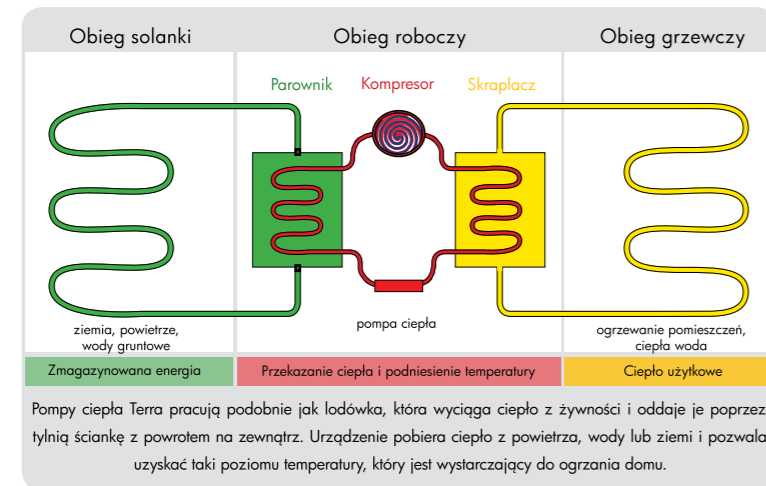 Obieg solanki
Obieg roboczy
Obieg grzewczy
Parownik
Kompresor
Skraplacz
ziemia, powietrze,
wody gruntowe
pompa ciepła
ogrzewanie pomieszczeń,
ciepła woda
Zmagazynowana energia
Przekazanie ciepła i podniesienie temperatury
Ciepło użytkowe
Pompy ciepła Terra pracują podobnie jak lodówka, która wyciąga ciepło z żywności i oddaje je poprzez
tylnią ściankę z powrotem na zewnątrz. Urządzenie pobiera ciepło z powietrza, wody lub ziemi i pozwala
uzyskać taki poziomu temperatury, który jest wystarczający do ogrzania domu.